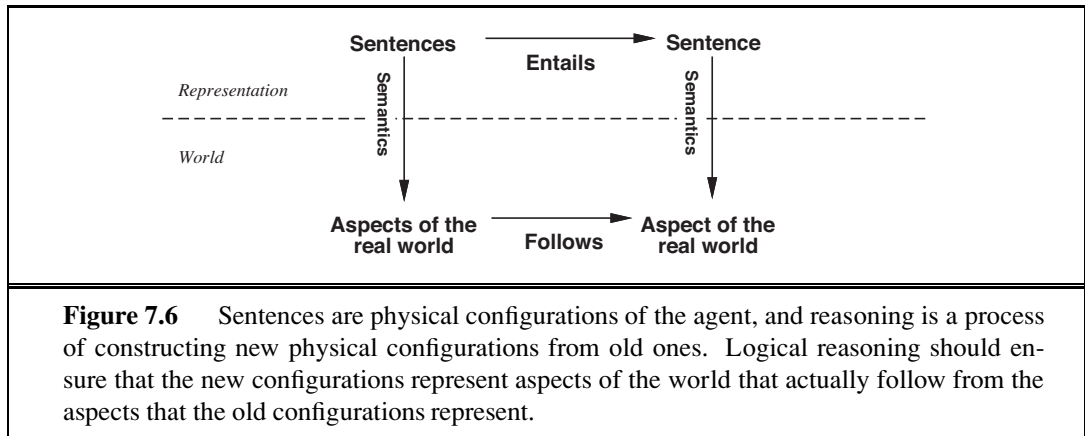 Sentences
Entails
Sentence
Representation
Semantics
Semantics
World
Aspects of the
real world
Follows
Aspect of the
real world
Figure 7.6 Sentences are physical configurations of the agent, and reasoning is a process
of constructing new physical configurations from old ones. Logical reasoning should en-
sure that the new configurations represent aspects of the world that actually follow from the
aspects that the old configurations represent.